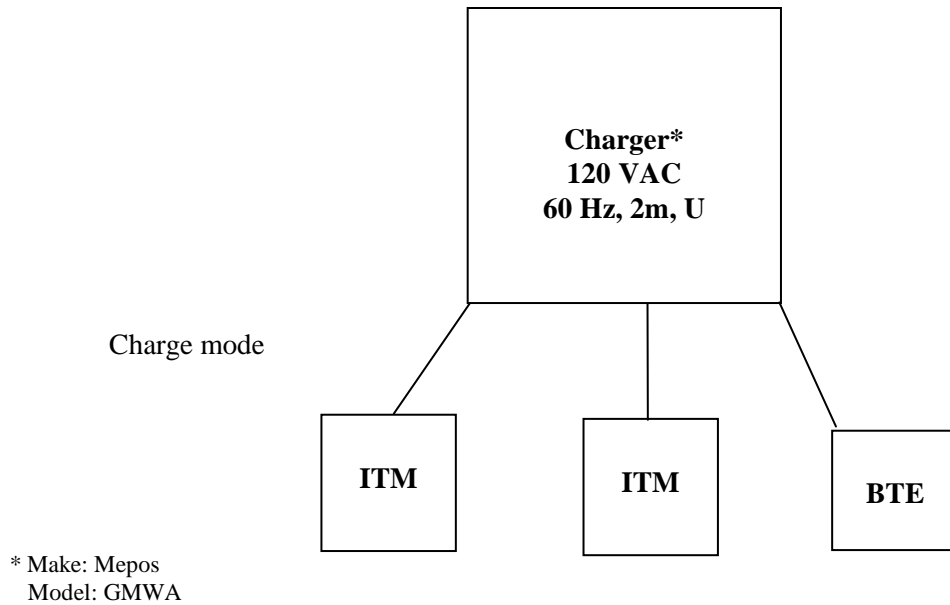 Charger*
120 VAC
60 Hz, 2m, U
Charge mode
ITM
ITM
BTE
* Make: Mepos
Model: GMWA